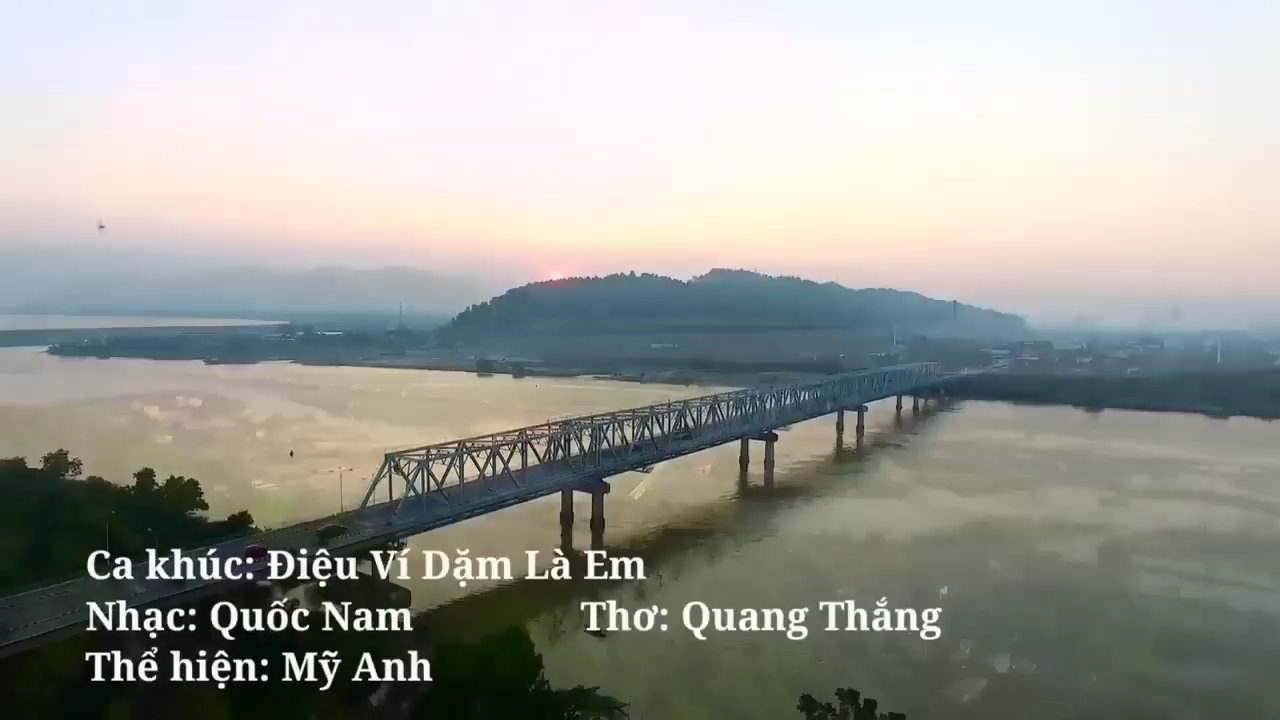 Ca khúc: Điệu Ví Dặm Là Em
Nhạc: Quốc Nam Thơ: Quang Thắng
Thể hiện: Mỹ Anh